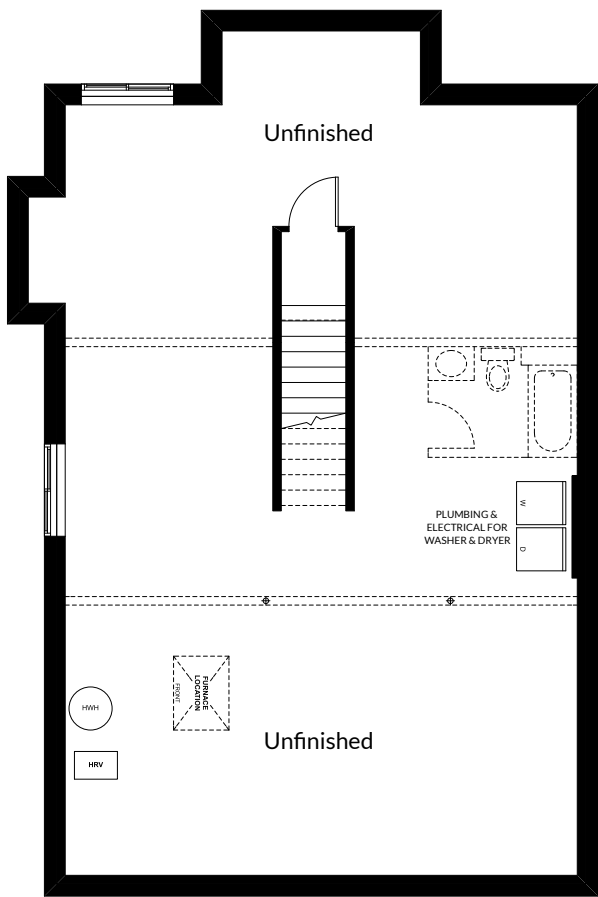 Unfinished
W
PLUMBING &
ELECTRICAL FOR
WASHER & DRYER
D
FURNACE
LOCATION
FRONT
HWH
Unfinished
HRV